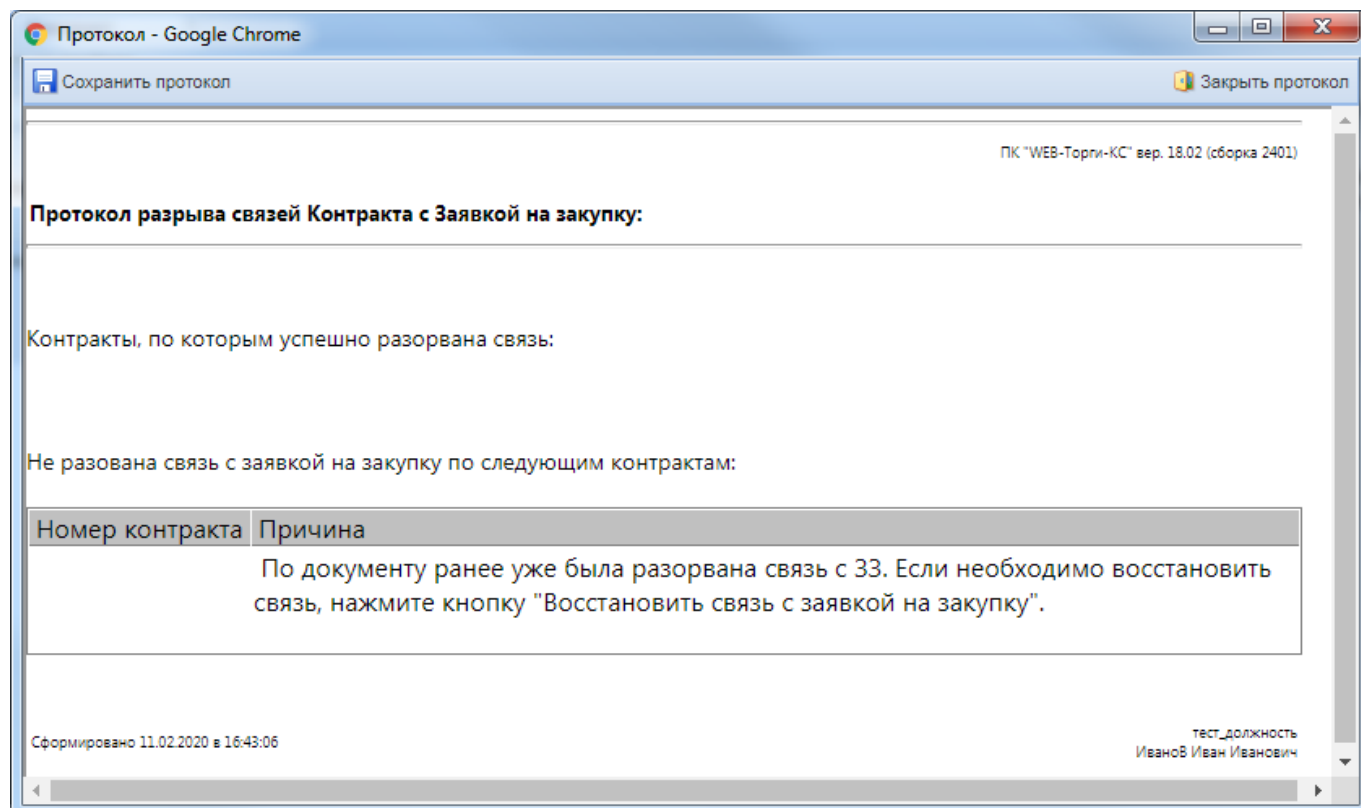 Протокол - Google Chrome
Сохранить протокол
Закрыть протокол
ПК "WEB-Торги-КС" вер. 18.02 (сборка 2401)
Протокол разрыва связей Контракта с Заявкой на закупку:
Контракты, по которым успешно разорвана связь:
Не разована связь с заявкой на закупку по следующим контрактам:
Номер контракта Причина
По документу ранее уже была разорвана связь с ЗЗ. Если необходимо восстановить
связь, нажмите кнопку "Восстановить связь с заявкой на закупку".
Сформировано 11.02.2020 в 16:43:06
тест_должность
ИваноВ Иван Иванович